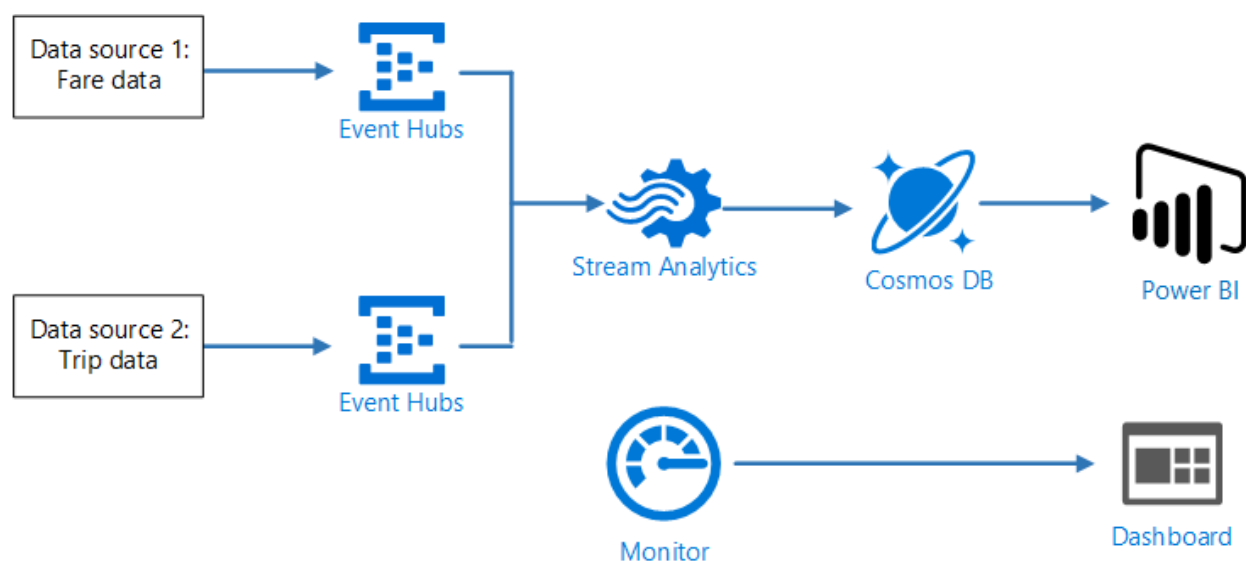 Data source 1:
Fare data
Event Hubs
Stream Analytics
Cosmos DB
Power BI
Data source 2:
Trip data
Event Hubs
Monitor
Dashboard